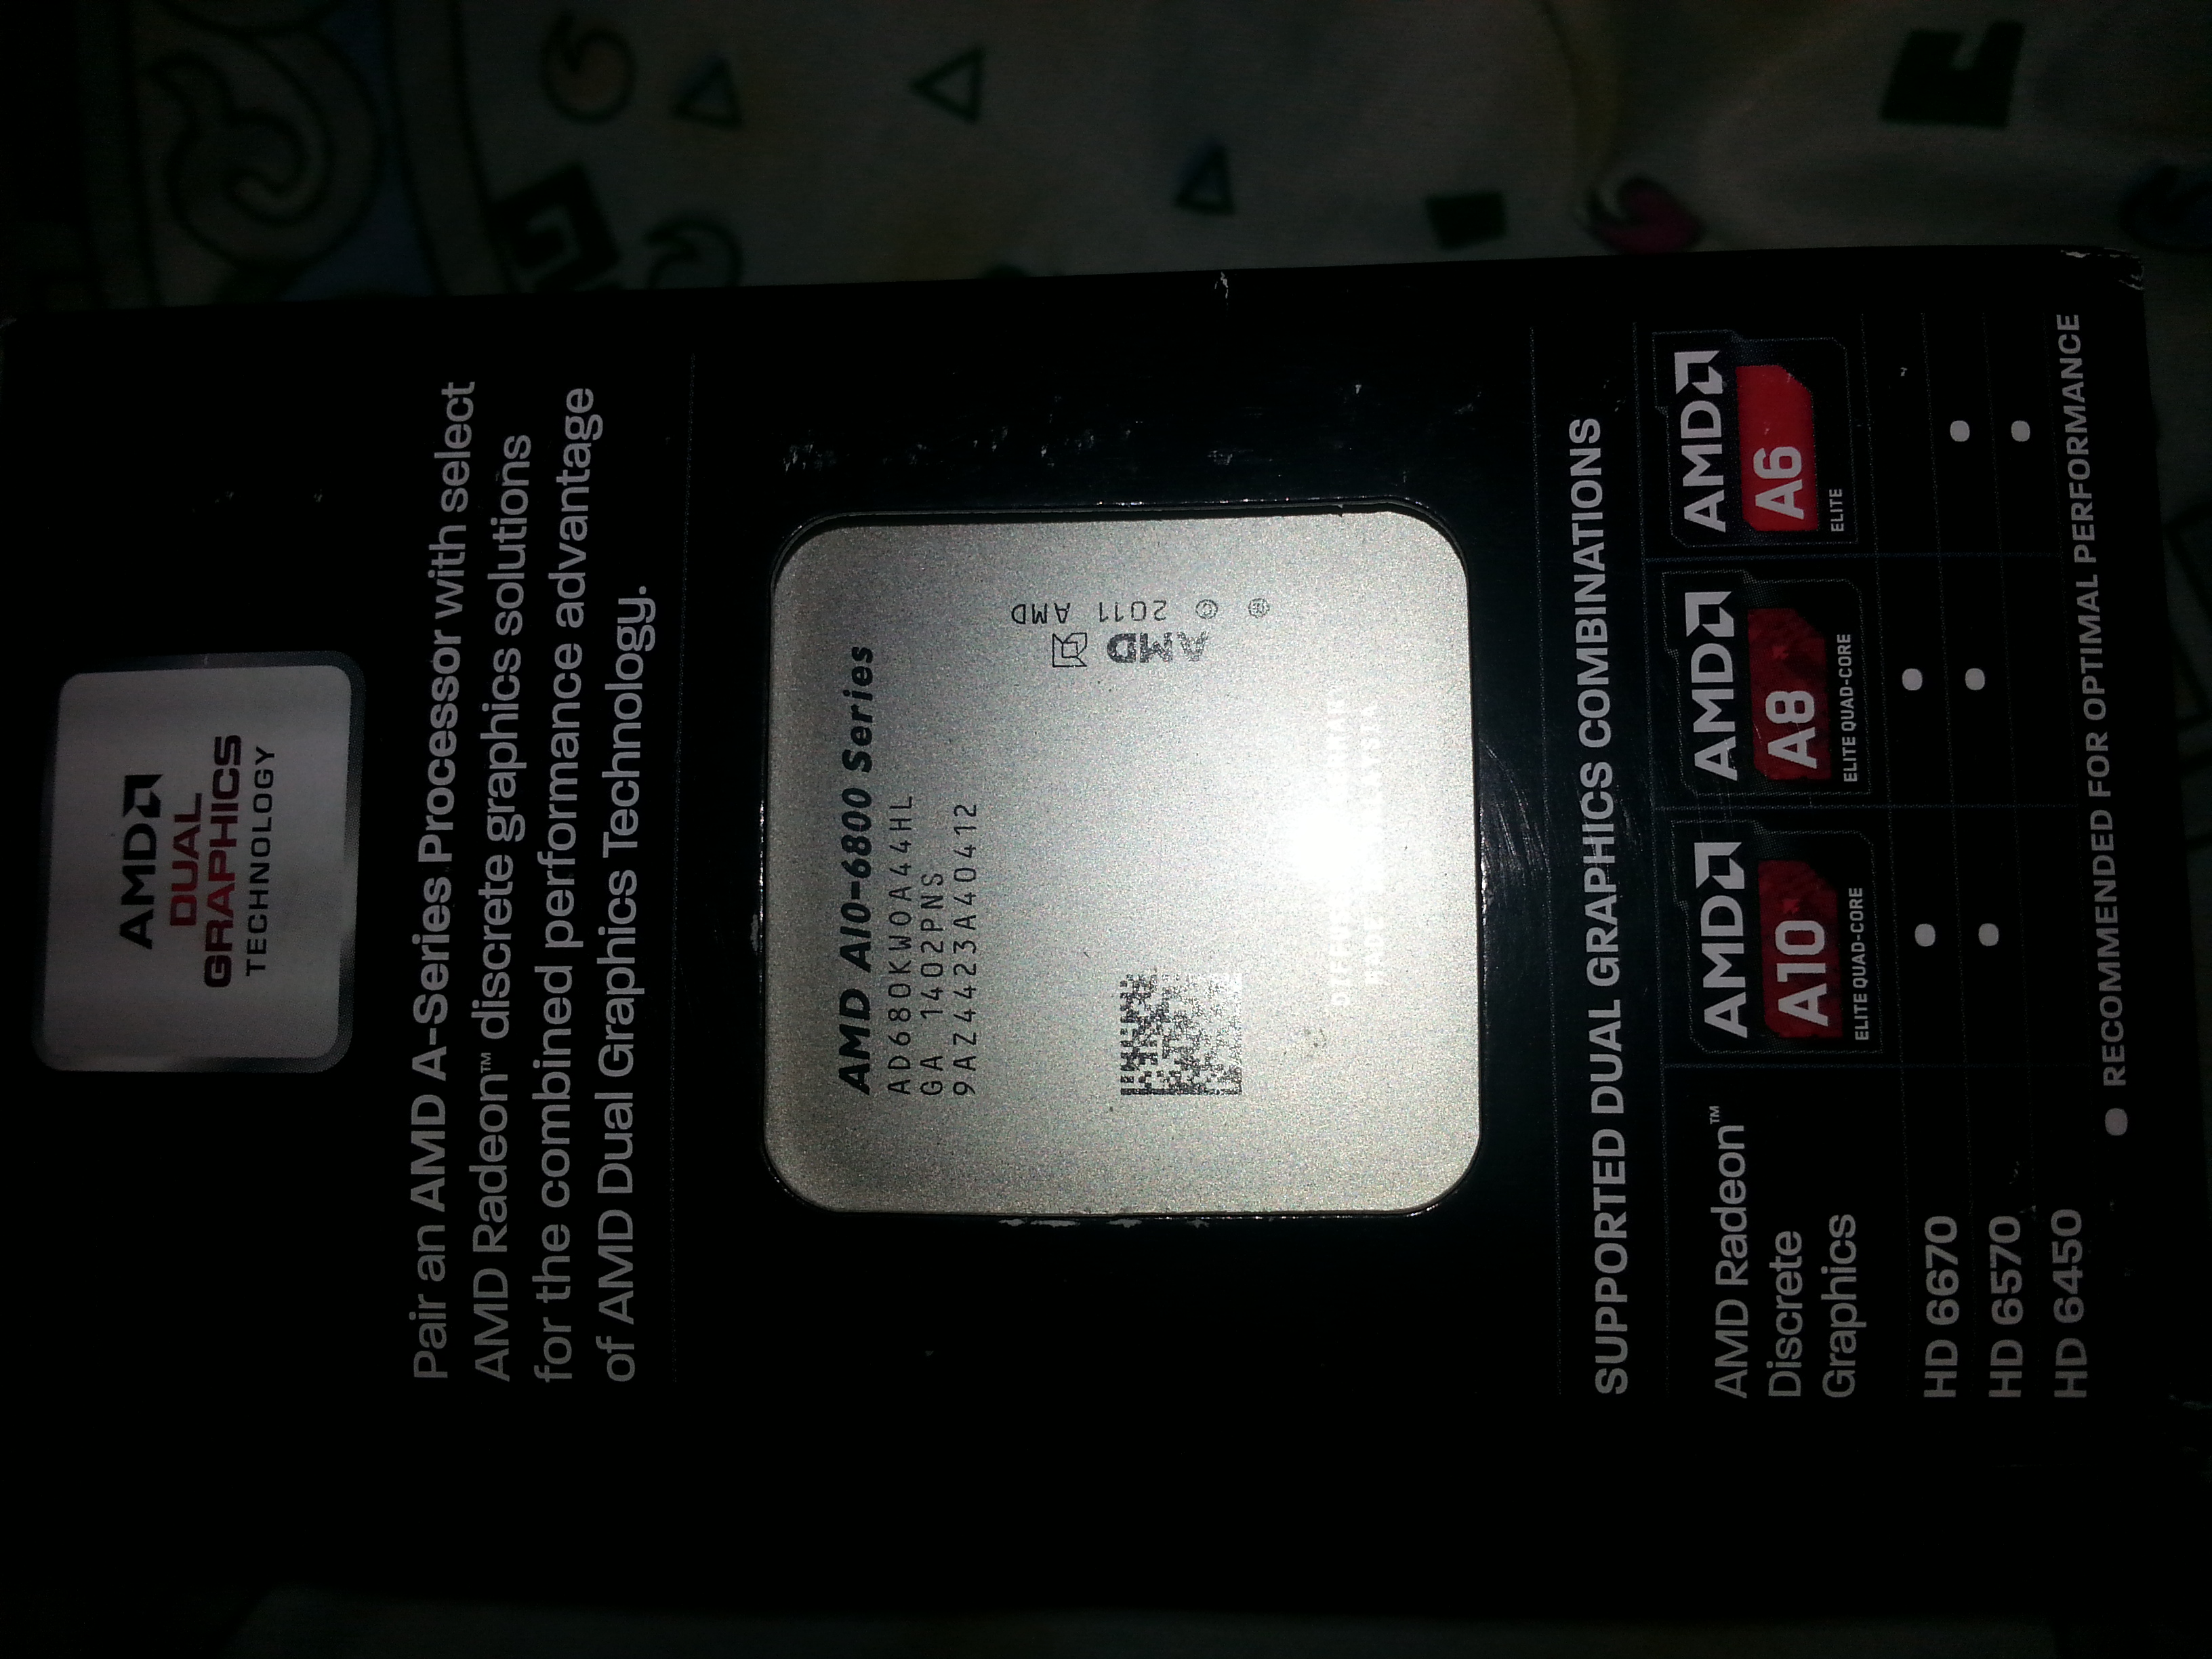 AMD
DUAL
GRAPHICS
TECHNOLOGY
Pair an AMD A-Series Processor with select
AMD Radeon™ discrete graphics solutions
for the combined performance advantage
of AMD Dual Graphics Technology.
AMD A10-6800 Series
AD680KWOA44HL
GA 1402PNS
9AZ4423A40412
AMD
® © 2011 AMD
SUPPORTED DUAL GRAPHICS COMBINATIONS
AMD Radeon™
Discrete
Graphics
AMD
A10
ELITE QUAD-CORE
AMD
A8
ELITE QUAD-CORE
AMD
A6
ELITE
HD 6670
HD 6570
HD 6450
RECOMMENDED FOR OPTIMAL PERFORMANCE